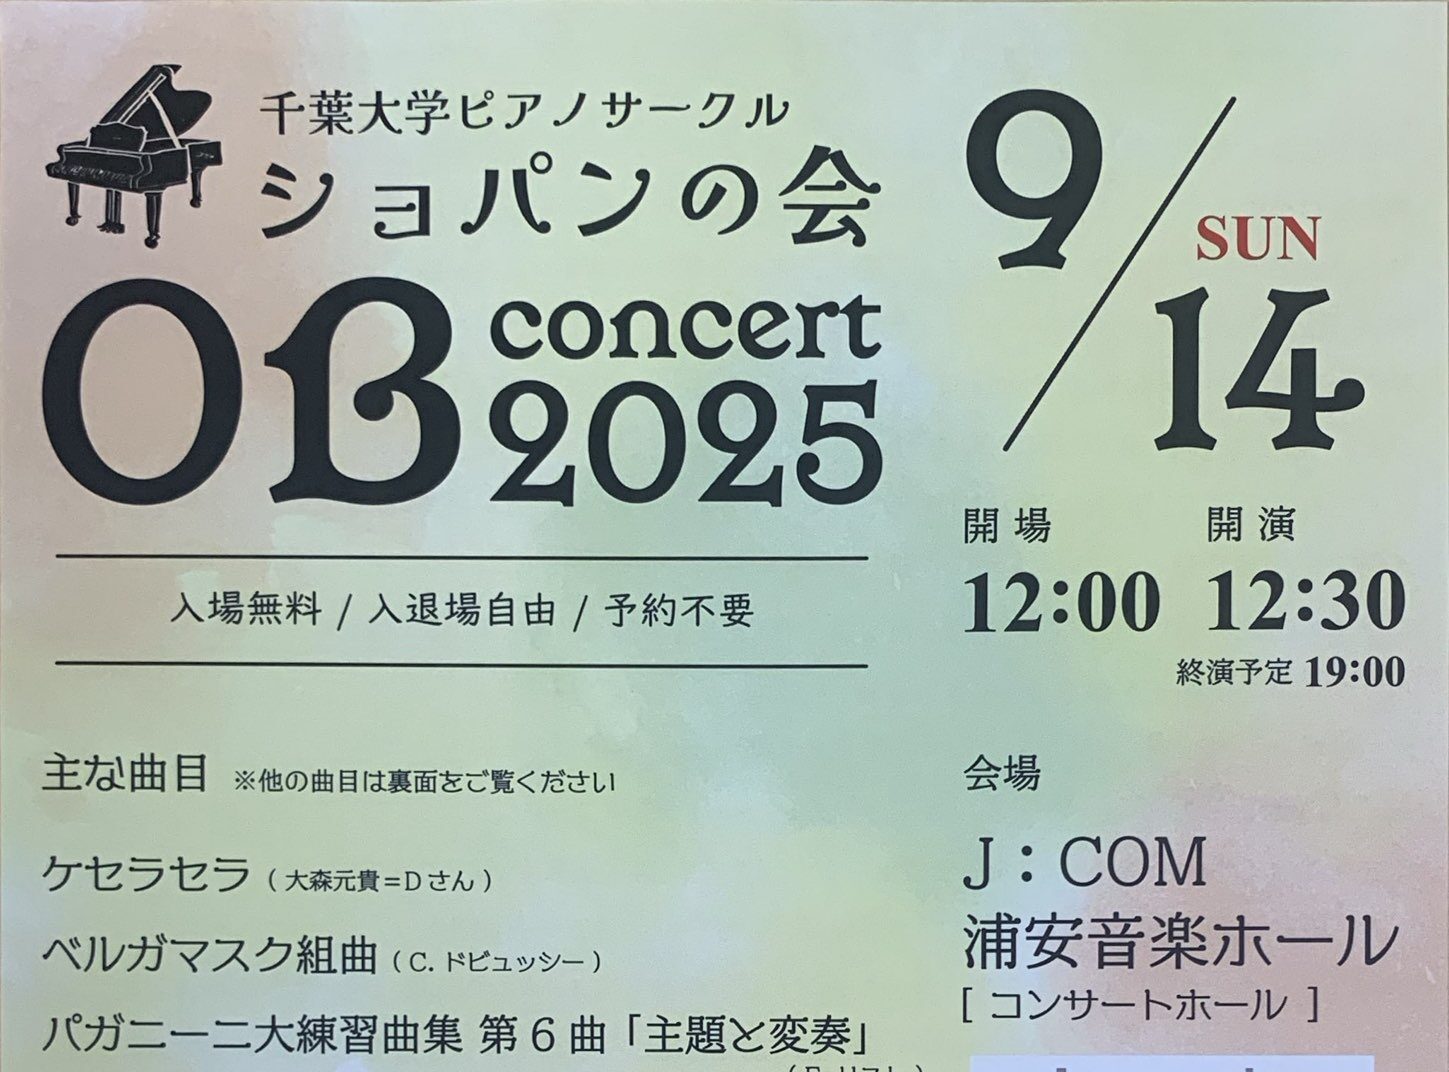 千葉大学ピアノサークル
ショパンの会
OB concert 2025
入場無料 / 入退場自由 / 予約不要
9/14 SUN
開場 開演
12:00 12:30
終演予定 19:00
主な曲目 ※他の曲目は裏面をご覧ください
ケセラセラ ( 大森元貴=Dさん )
ベルガマスク組曲 ( C. ドビュッシー )
パガニーニ大練習曲集 第6曲「主題と変奏」
会場
J:COM
浦安音楽ホール
[ コンサートホール ]